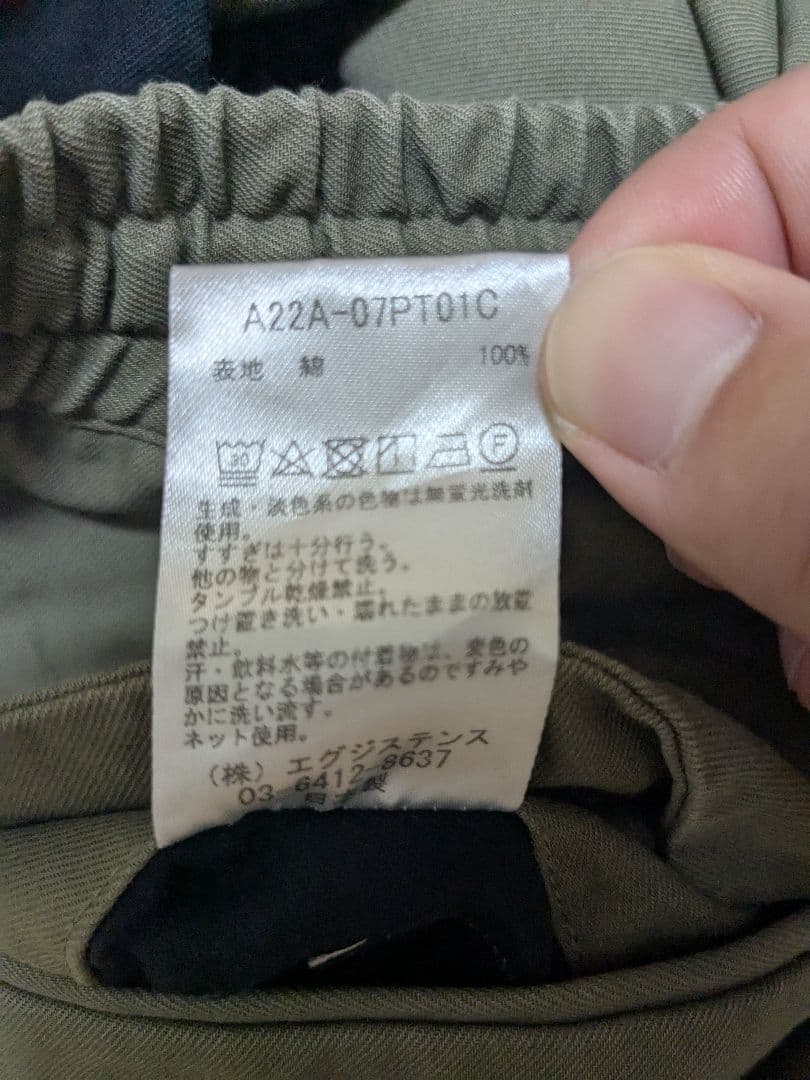 A22A-07PT01C
表地 綿 100%
30 F
生成・淡色系の色物は無蛍光洗剤
使用。
すすぎは十分行う。
他の物と分けて洗う。
タンブル乾燥禁止。
つけ置き洗い・濡れたままの放置
禁止。
汗・飲料水等の付着物は、変色の
原因となる場合があるのですみや
かに洗い流す。
ネット使用。
(株) エグジステンス
03 6412-8637
日本製